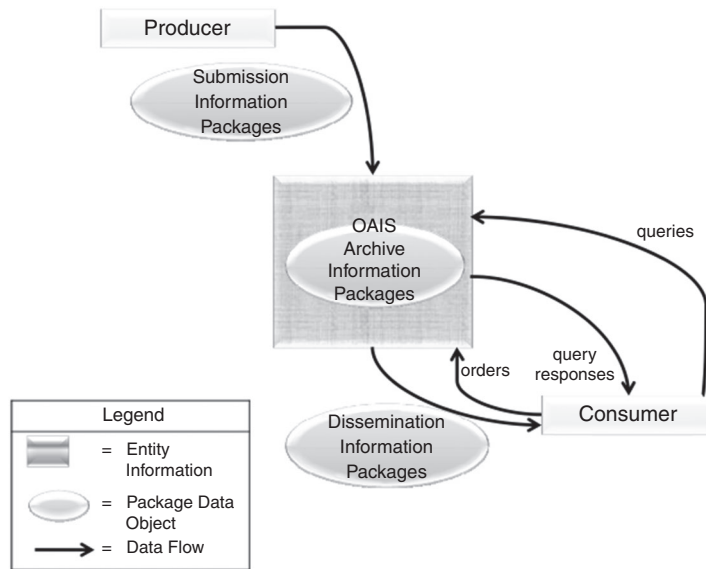 Producer
Submission
Information
Packages
OAIS
Archive
Information
Packages
queries
query
responses
orders
Consumer
Dissemination
Information
Packages
Legend
= Entity
Information
= Package Data
Object
= Data Flow